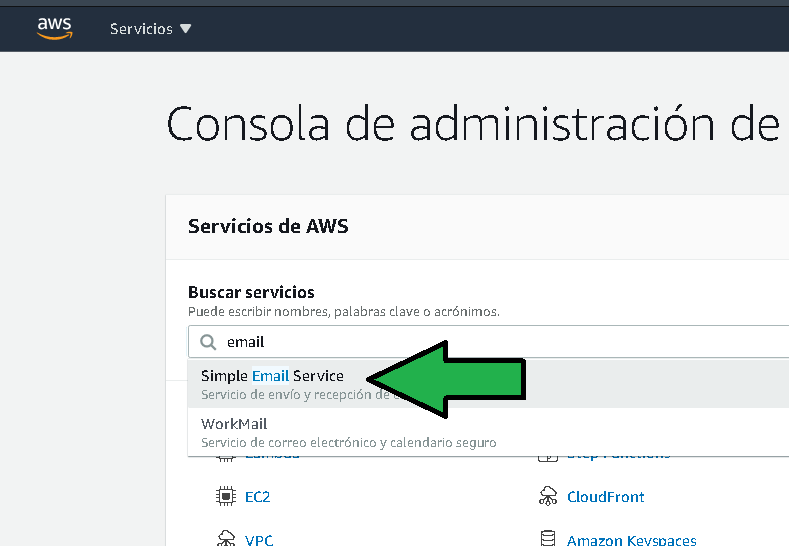 aws
Servicios ▼
Consola de administración de
Servicios de AWS
Buscar servicios
Puede escribir nombres, palabras clave o acrónimos.
email
Simple Email Service
Servicio de envío y recepción de
WorkMail
Servicio de correo electrónico y calendario seguro
Lambda
Step Functions
EC2
CloudFront
VPC
Amazon Keyspaces